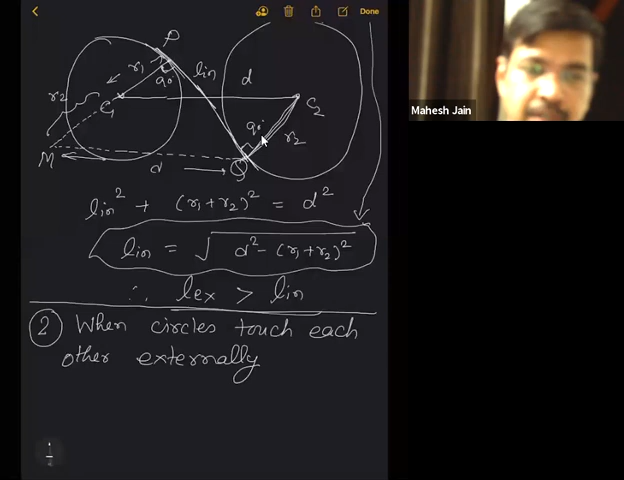 Done
Mahesh Jain
P
r₁
90°
lin
d
r₂
C₁
C₂
90°
r₂
M
d
Q
lin² + (r₁+r₂)² = d²
lin = √d²-(r₁+r₂)²
∴ lex > lin
② When circles touch each
other externally